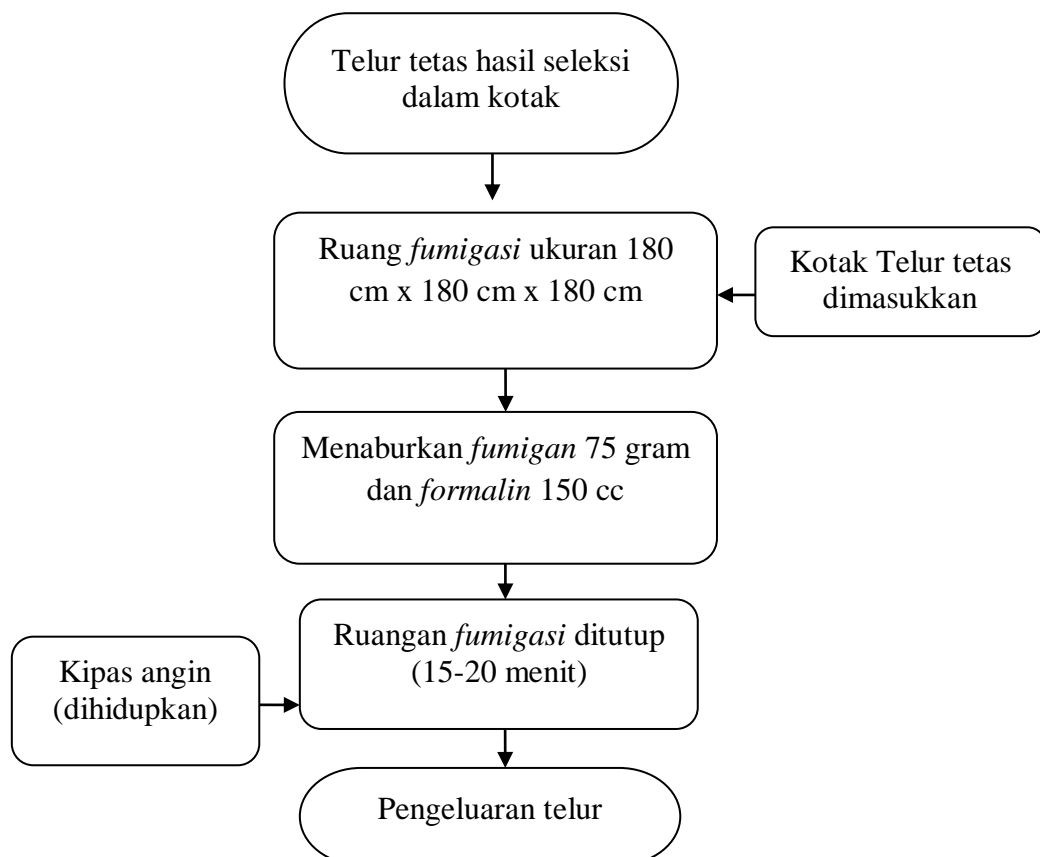 Telur tetas hasil seleksi
dalam kotak
Ruang fumigasi ukuran 180
cm x 180 cm x 180 cm
Kotak Telur tetas
dimasukkan
Menaburkan fumigan 75 gram
dan formalin 150 cc
Ruangan fumigasi ditutup
(15-20 menit)
Kipas angin
(dihidupkan)
Pengeluaran telur